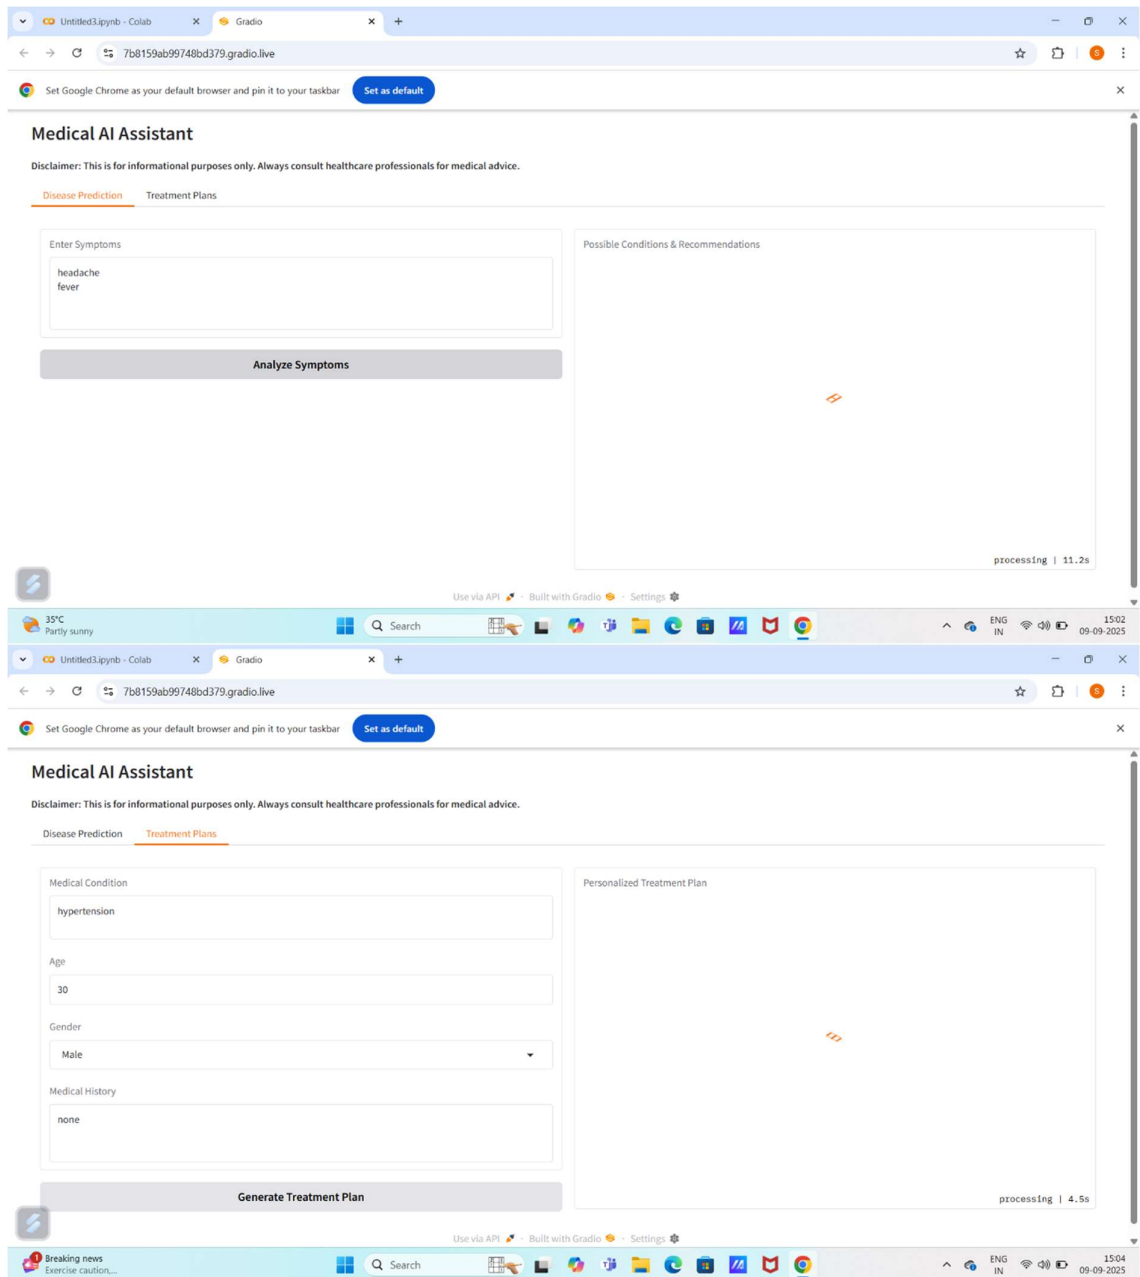 Untitled3.ipynb - Colab
Gradio
7b8159ab99748bd379.gradio.live
Set Google Chrome as your default browser and pin it to your taskbar Set as default
Medical AI Assistant
Disclaimer: This is for informational purposes only. Always consult healthcare professionals for medical advice.
Disease Prediction Treatment Plans
Enter Symptoms
headache
fever
Analyze Symptoms
Possible Conditions & Recommendations
processing | 11.2s
Use via API · Built with Gradio · Settings
35°C
Partly sunny
Search
ENG
IN
15:02
09-09-2025
Untitled3.ipynb - Colab
Gradio
7b8159ab99748bd379.gradio.live
Set Google Chrome as your default browser and pin it to your taskbar Set as default
Medical AI Assistant
Disclaimer: This is for informational purposes only. Always consult healthcare professionals for medical advice.
Disease Prediction Treatment Plans
Medical Condition
hypertension
Age
30
Gender
Male
Medical History
none
Generate Treatment Plan
Personalized Treatment Plan
processing | 4.5s
Use via API · Built with Gradio · Settings
1
Breaking news
Exercise caution,...
Search
ENG
IN
15:04
09-09-2025